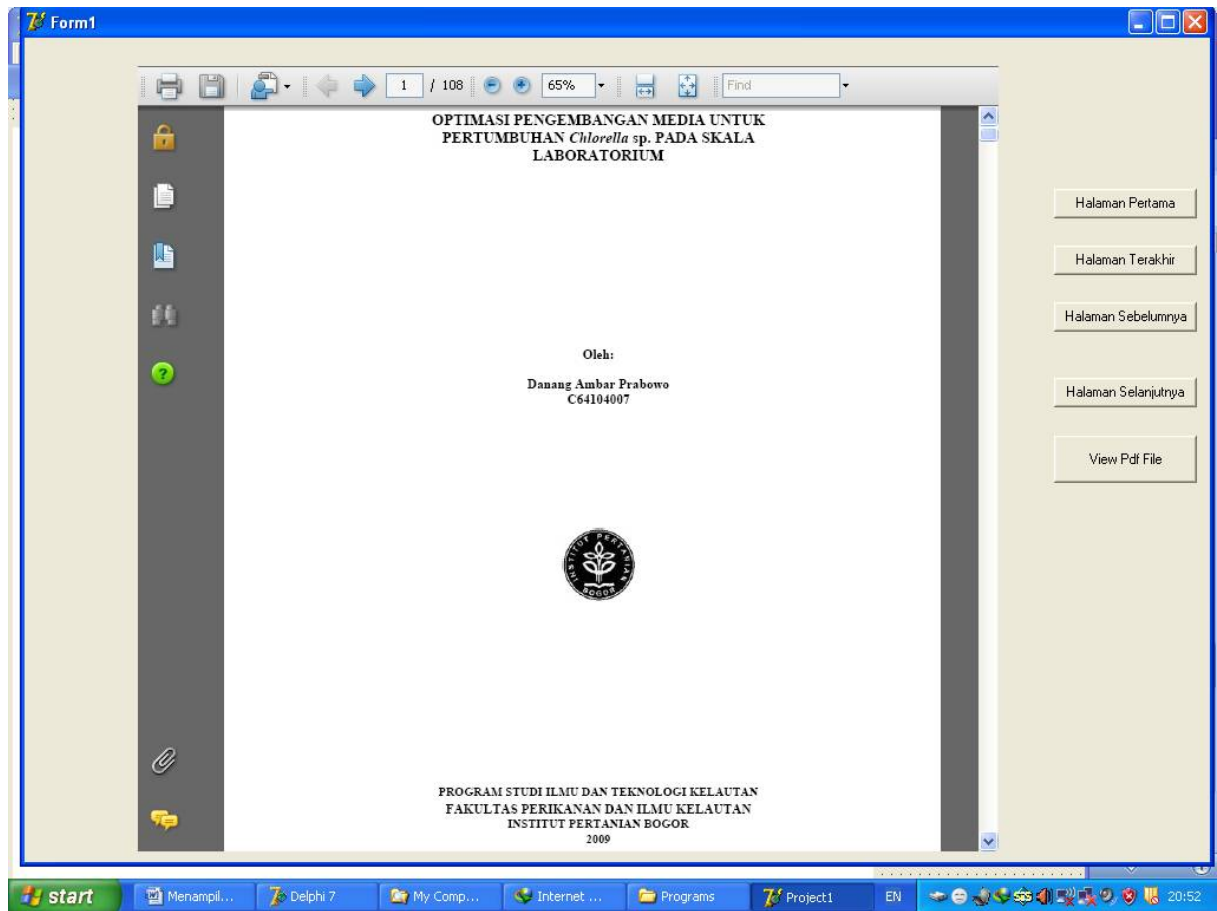 Form1
1 / 108 65% Find
OPTIMASI PENGEMBANGAN MEDIA UNTUK
PERTUMBUHAN Chlorella sp. PADA SKALA
LABORATORIUM
Oleh:
Danang Ambar Prabowo
C64104007
INSTITUT PERTANIAN
BOGOR
PROGRAM STUDI ILMU DAN TEKNOLOGI KELAUTAN
FAKULTAS PERIKANAN DAN ILMU KELAUTAN
INSTITUT PERTANIAN BOGOR
2009
Halaman Pertama
Halaman Terakhir
Halaman Sebelumnya
Halaman Selanjutnya
View Pdf File
start Menampil... Delphi 7 My Comp... Internet ... Programs Project1 EN 20:52